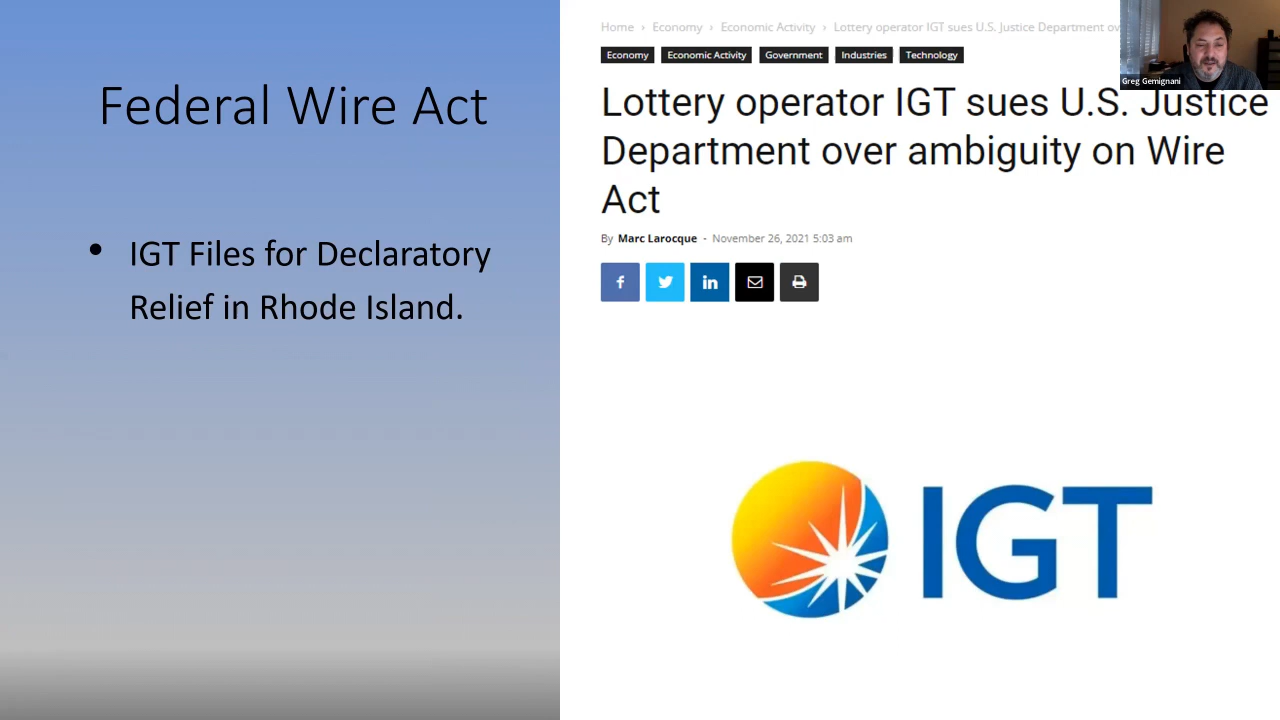 Federal Wire Act
• IGT Files for Declaratory
Relief in Rhode Island.
Home › Economy › Economic Activity › Lottery operator IGT sues U.S. Justice Department
Economy Economic Activity Government Industries Technology
Lottery operator IGT sues U.S. Justice
Department over ambiguity on Wire
Act
By Marc Larocque - November 26, 2021 5:03 am
IGT
Greg Gemignani